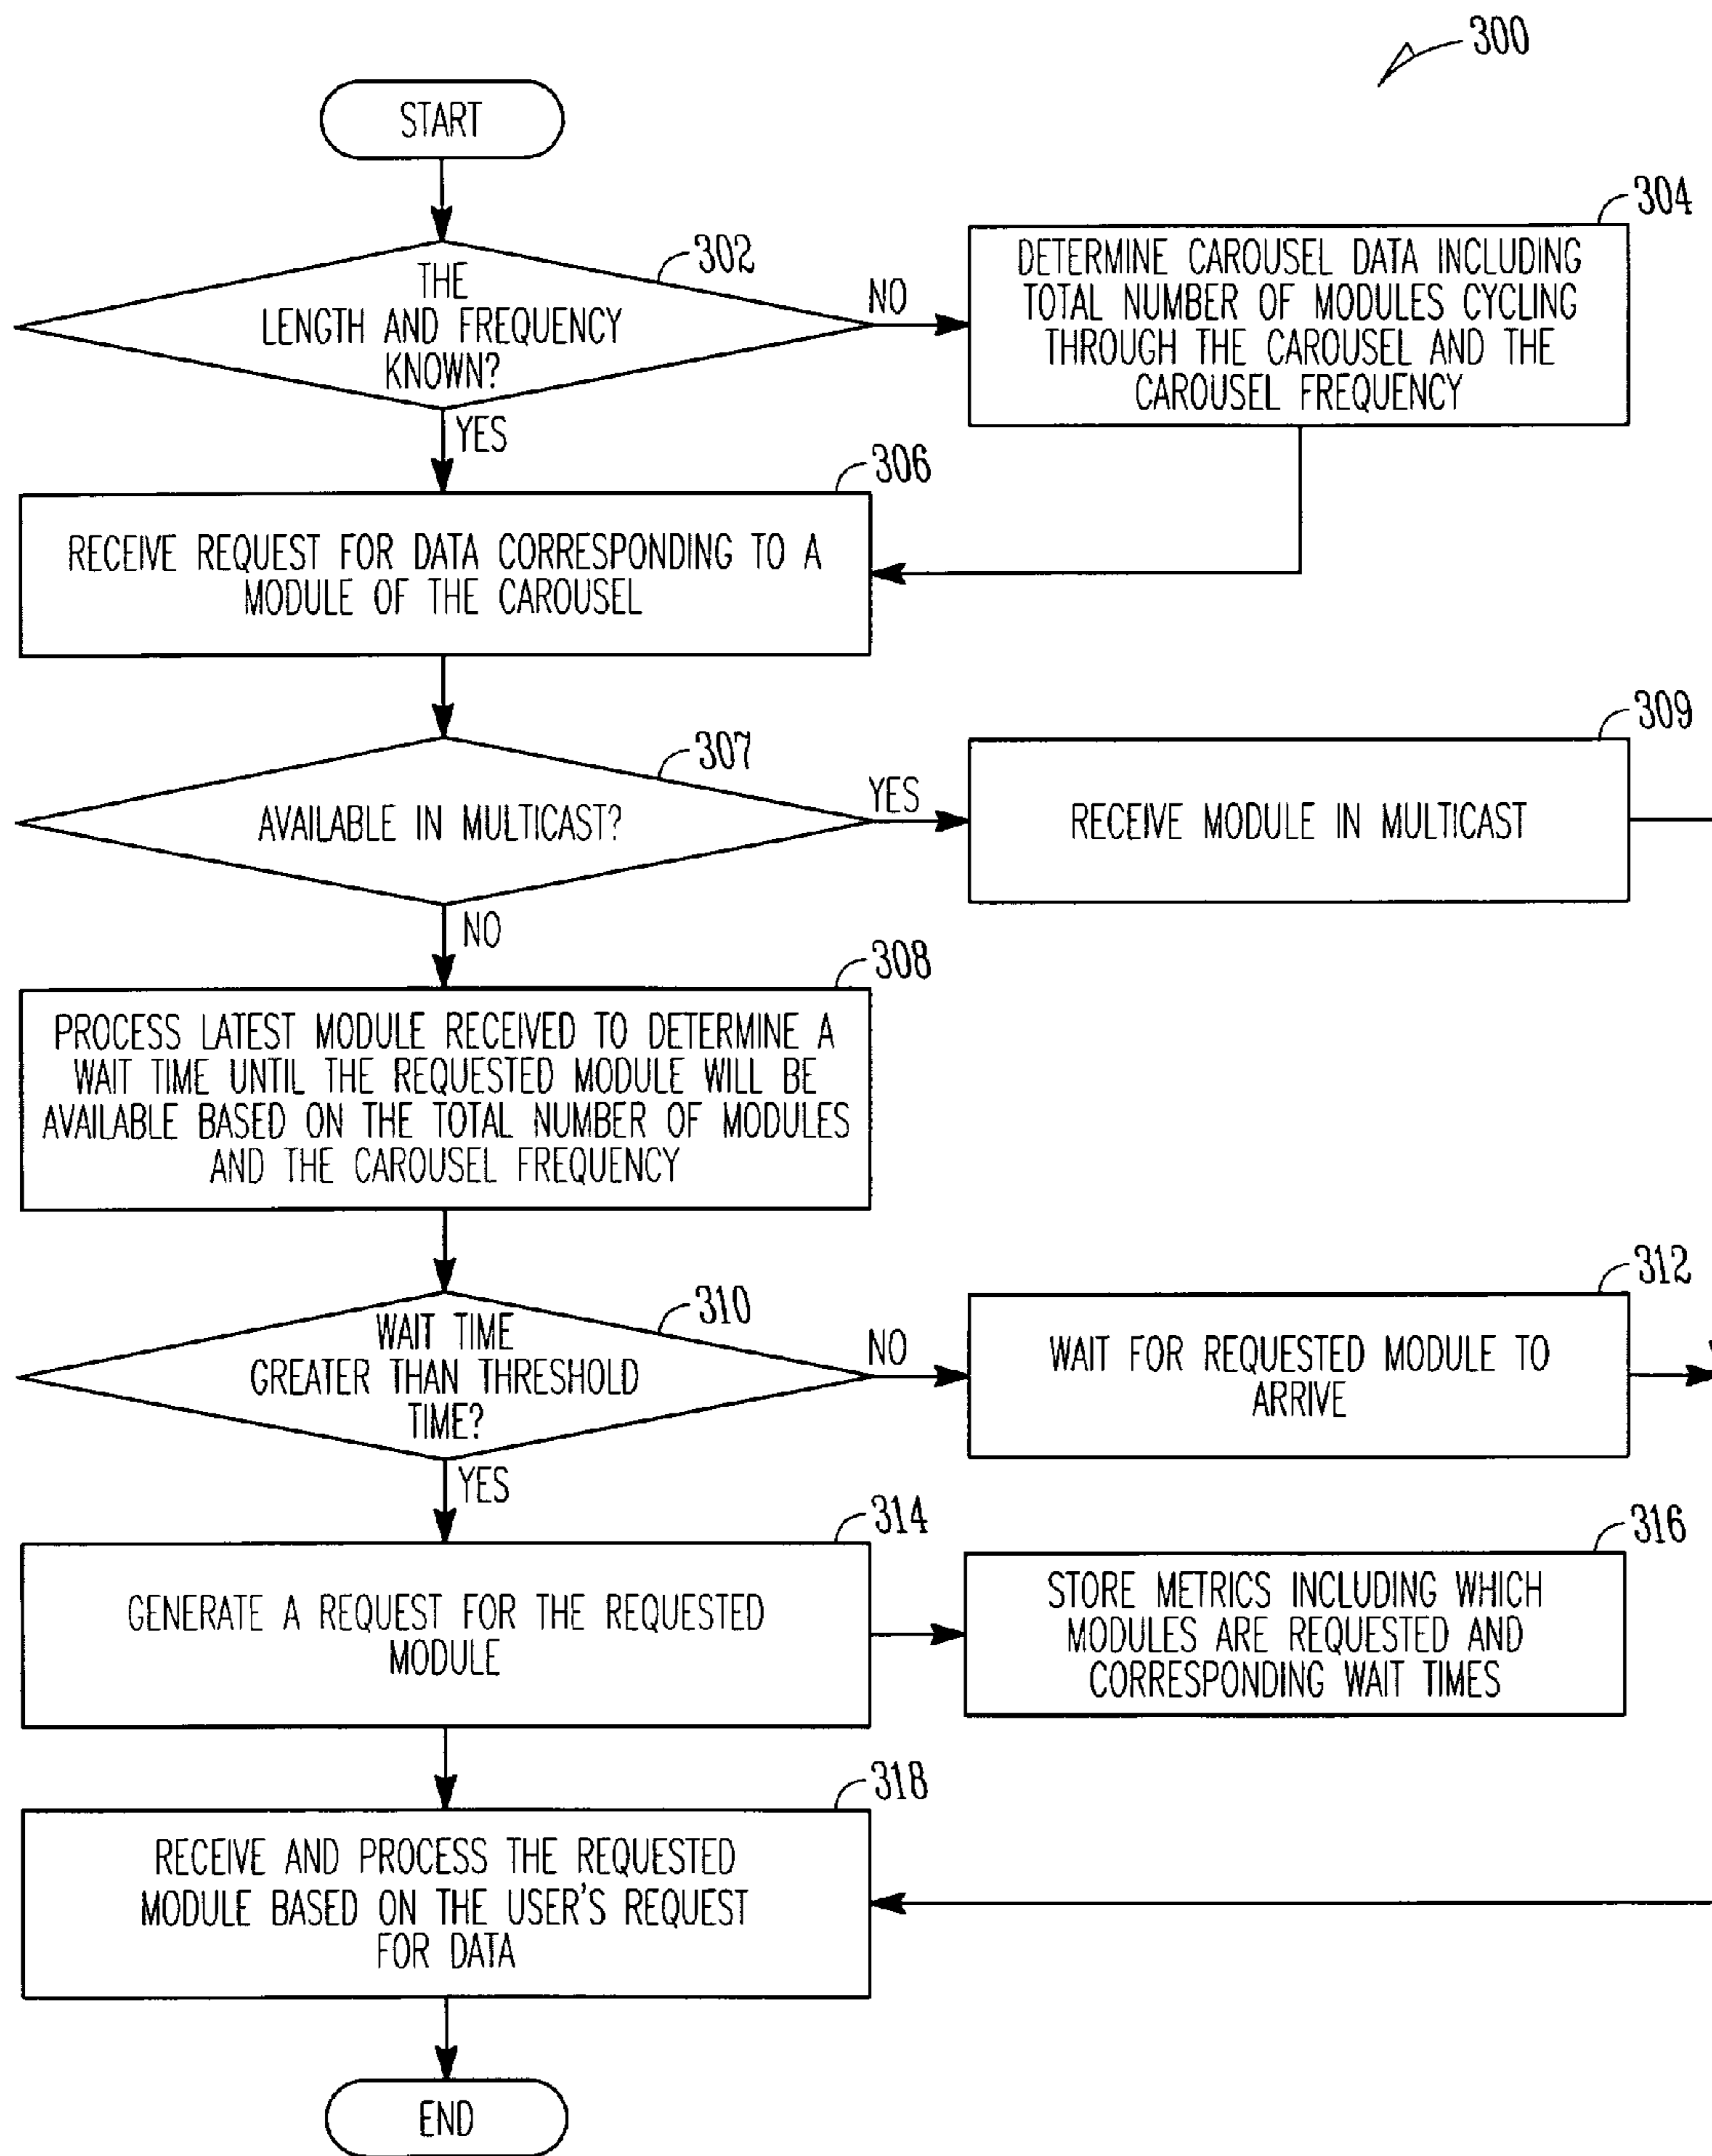 300
START
302
THE
LENGTH AND FREQUENCY
KNOWN?
NO
YES
304
DETERMINE CAROUSEL DATA INCLUDING
TOTAL NUMBER OF MODULES CYCLING
THROUGH THE CAROUSEL AND THE
CAROUSEL FREQUENCY
306
RECEIVE REQUEST FOR DATA CORRESPONDING TO A
MODULE OF THE CAROUSEL
307
AVAILABLE IN MULTICAST?
YES
NO
309
RECEIVE MODULE IN MULTICAST
308
PROCESS LATEST MODULE RECEIVED TO DETERMINE A
WAIT TIME UNTIL THE REQUESTED MODULE WILL BE
AVAILABLE BASED ON THE TOTAL NUMBER OF MODULES
AND THE CAROUSEL FREQUENCY
310
WAIT TIME
GREATER THAN THRESHOLD
TIME?
NO
YES
312
WAIT FOR REQUESTED MODULE TO
ARRIVE
314
GENERATE A REQUEST FOR THE REQUESTED
MODULE
316
STORE METRICS INCLUDING WHICH
MODULES ARE REQUESTED AND
CORRESPONDING WAIT TIMES
318
RECEIVE AND PROCESS THE REQUESTED
MODULE BASED ON THE USER'S REQUEST
FOR DATA
END